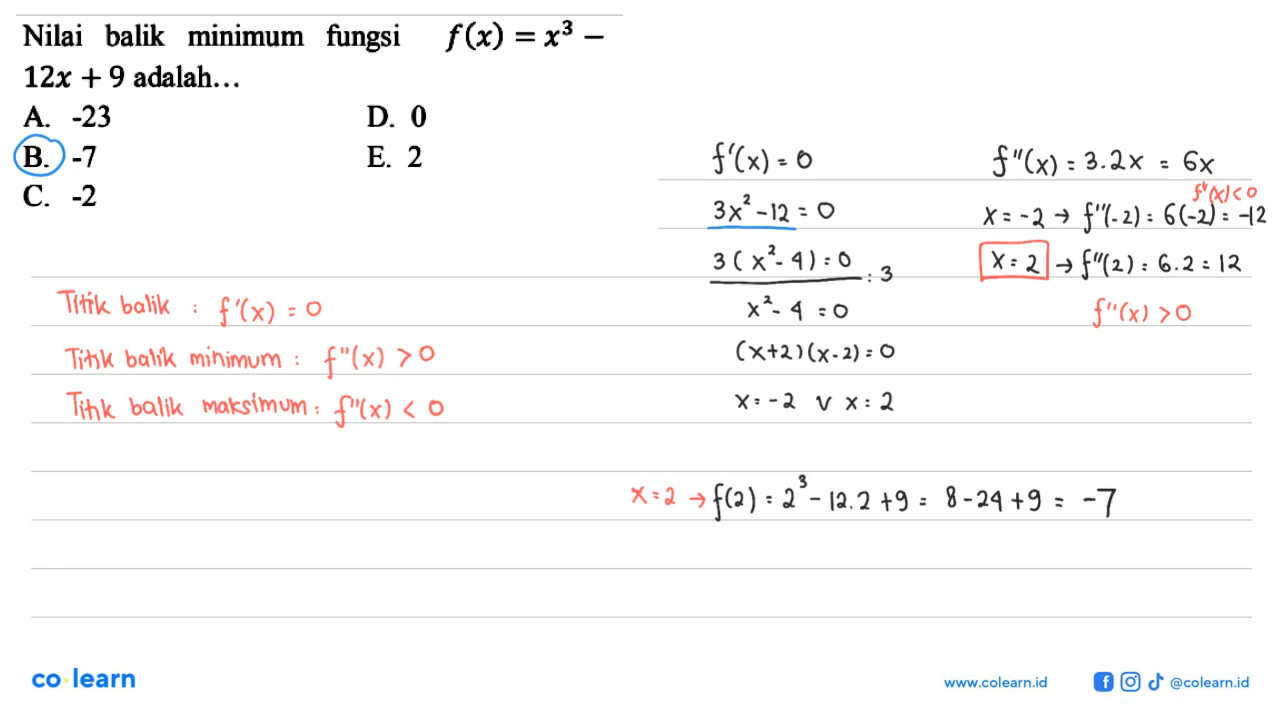 Nilai balik minimum fungsi f(x) = x³ −
12x + 9 adalah...
A. -23
B. -7
C. -2
D. 0
E. 2
Titik balik : f'(x) = 0
Titik balik minimum : f''(x) > 0
Titik balik maksimum : f''(x) < 0
f'(x) = 0
3x² - 12 = 0
3(x² - 4) = 0
: 3
x² - 4 = 0
(x+2)(x-2) = 0
x = -2 v x = 2
f''(x) = 3.2x = 6x
f''(x) < 0
x = -2 → f''(-2) = 6(-2) = -12
x = 2 → f''(2) = 6.2 = 12
f''(x) > 0
x = 2 → f(2) = 2³ - 12.2 + 9 = 8 - 24 + 9 = -7
co learn
www.colearn.id
@colearn.id